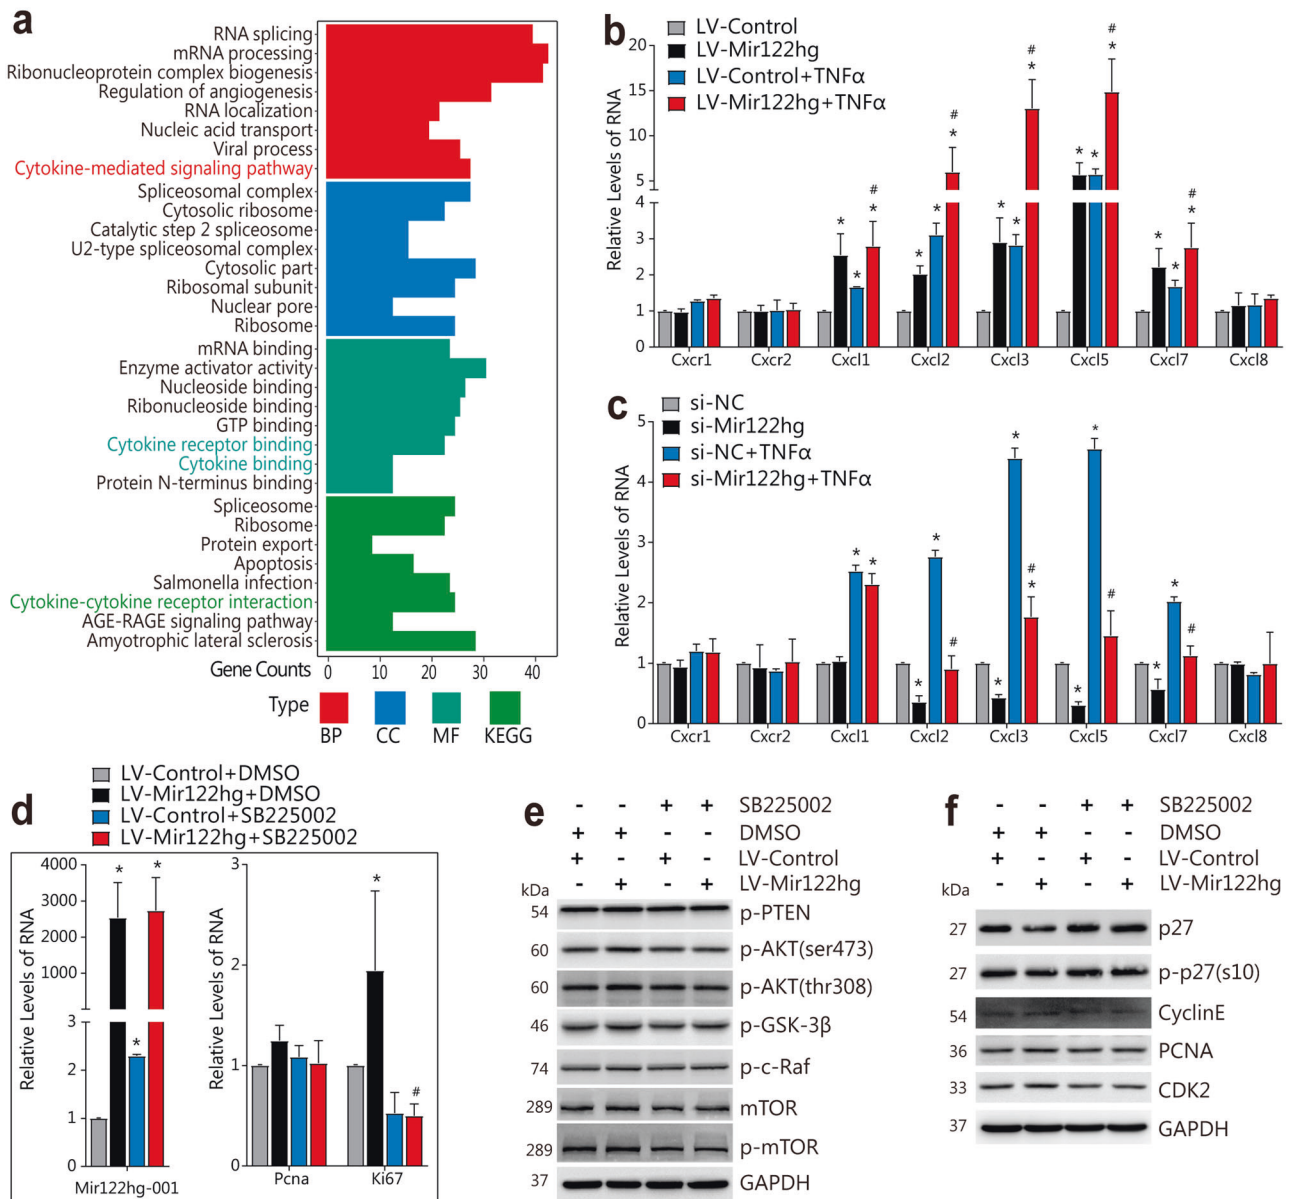 a
RNA splicing
mRNA processing
Ribonucleoprotein complex biogenesis
Regulation of angiogenesis
RNA localization
Nucleic acid transport
Viral process
Cytokine-mediated signaling pathway
Spliceosomal complex
Cytosolic ribosome
Catalytic step 2 spliceosome
U2-type spliceosomal complex
Cytosolic part
Ribosomal subunit
Nuclear pore
Ribosome
mRNA binding
Enzyme activator activity
Nucleoside binding
Ribonucleoside binding
GTP binding
Cytokine receptor binding
Cytokine binding
Protein N-terminus binding
Spliceosome
Ribosome
Protein export
Apoptosis
Salmonella infection
Cytokine-cytokine receptor interaction
AGE-RAGE signaling pathway
Amyotrophic lateral sclerosis
Gene Counts 0 10 20 30 40
Type
BP CC MF KEGG
b
LV-Control
LV-Mir122hg
LV-Control+TNFα
LV-Mir122hg+TNFα
Relative Levels of RNA
20
15
10
5
4
3
2
1
0
* * * #
* * * #
* * * #
* * * #
* * * #
Cxcr1 Cxcr2 Cxcl1 Cxcl2 Cxcl3 Cxcl5 Cxcl7 Cxcl8
c
si-NC
si-Mir122hg
si-NC+TNFα
si-Mir122hg+TNFα
Relative Levels of RNA
5
4
3
2
1
0
* *
* * #
* * * #
* * #
* * #
Cxcr1 Cxcr2 Cxcl1 Cxcl2 Cxcl3 Cxcl5 Cxcl7 Cxcl8
d
LV-Control+DMSO
LV-Mir122hg+DMSO
LV-Control+SB225002
LV-Mir122hg+SB225002
Relative Levels of RNA
4000
3000
2000
1000
3
2
1
0
* * *
Mir122hg-001
Relative Levels of RNA
3
2
1
0
* #
Pcna Ki67
e
- - + + SB225002
+ + - - DMSO
+ - + - LV-Control
kDa - + - + LV-Mir122hg
54 p-PTEN
60 p-AKT(ser473)
60 p-AKT(thr308)
46 p-GSK-3β
74 p-c-Raf
289 mTOR
289 p-mTOR
37 GAPDH
f
- - + + SB225002
+ + - - DMSO
+ - + - LV-Control
kDa - + - + LV-Mir122hg
27 p27
27 p-p27(s10)
54 CyclinE
36 PCNA
33 CDK2
37 GAPDH